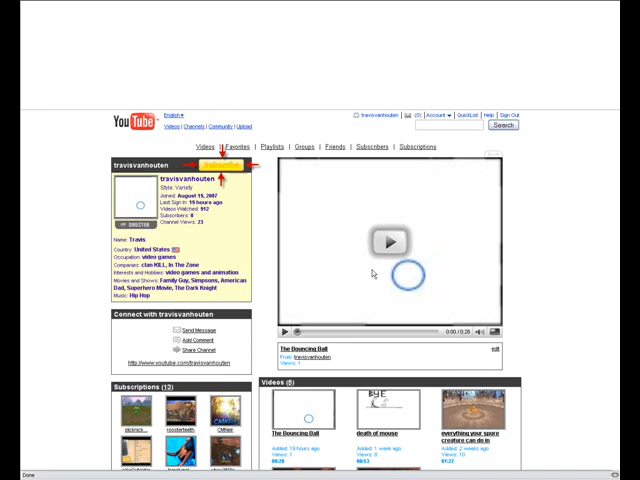 YouTube
English
Videos | Channels | Community | Upload
travisvanhouten | (0) | Account | QuickList | Help | Sign Out
Search
Videos | Favorites | Playlists | Groups | Friends | Subscribers | Subscriptions
travisvanhouten
Subscribe
travisvanhouten
Style: Variety
Joined: August 19, 2007
Last Sign In: 19 hours ago
Videos Watched: 912
Subscribers: 0
Channel Views: 23
DIRECTOR
Name: Travis
Country: United States
Occupation: video games
Companies: clan KILL, In The Zone
Interests and Hobbies: video games and animation
Movies and Shows: Family Guy, Simpsons, American
Dad, Superhero Movie, The Dark Knight
Music: Hip Hop
0:00 / 0:28
The Bouncing Ball
edit
From: travisvanhouten
Views: 1
Connect with travisvanhouten
Send Message
Add Comment
Share Channel
http://www.youtube.com/travisvanhouten
Subscriptions (13)
roosterteeth
Videos (5)
BYE
The Bouncing Ball
Added: 19 hours ago
Views: 1
00:28
death of mouse
Added: 1 week ago
Views: 8
00:53
everything your spore
creature can do in
Added: 2 weeks ago
Views: 10
01:27
Done